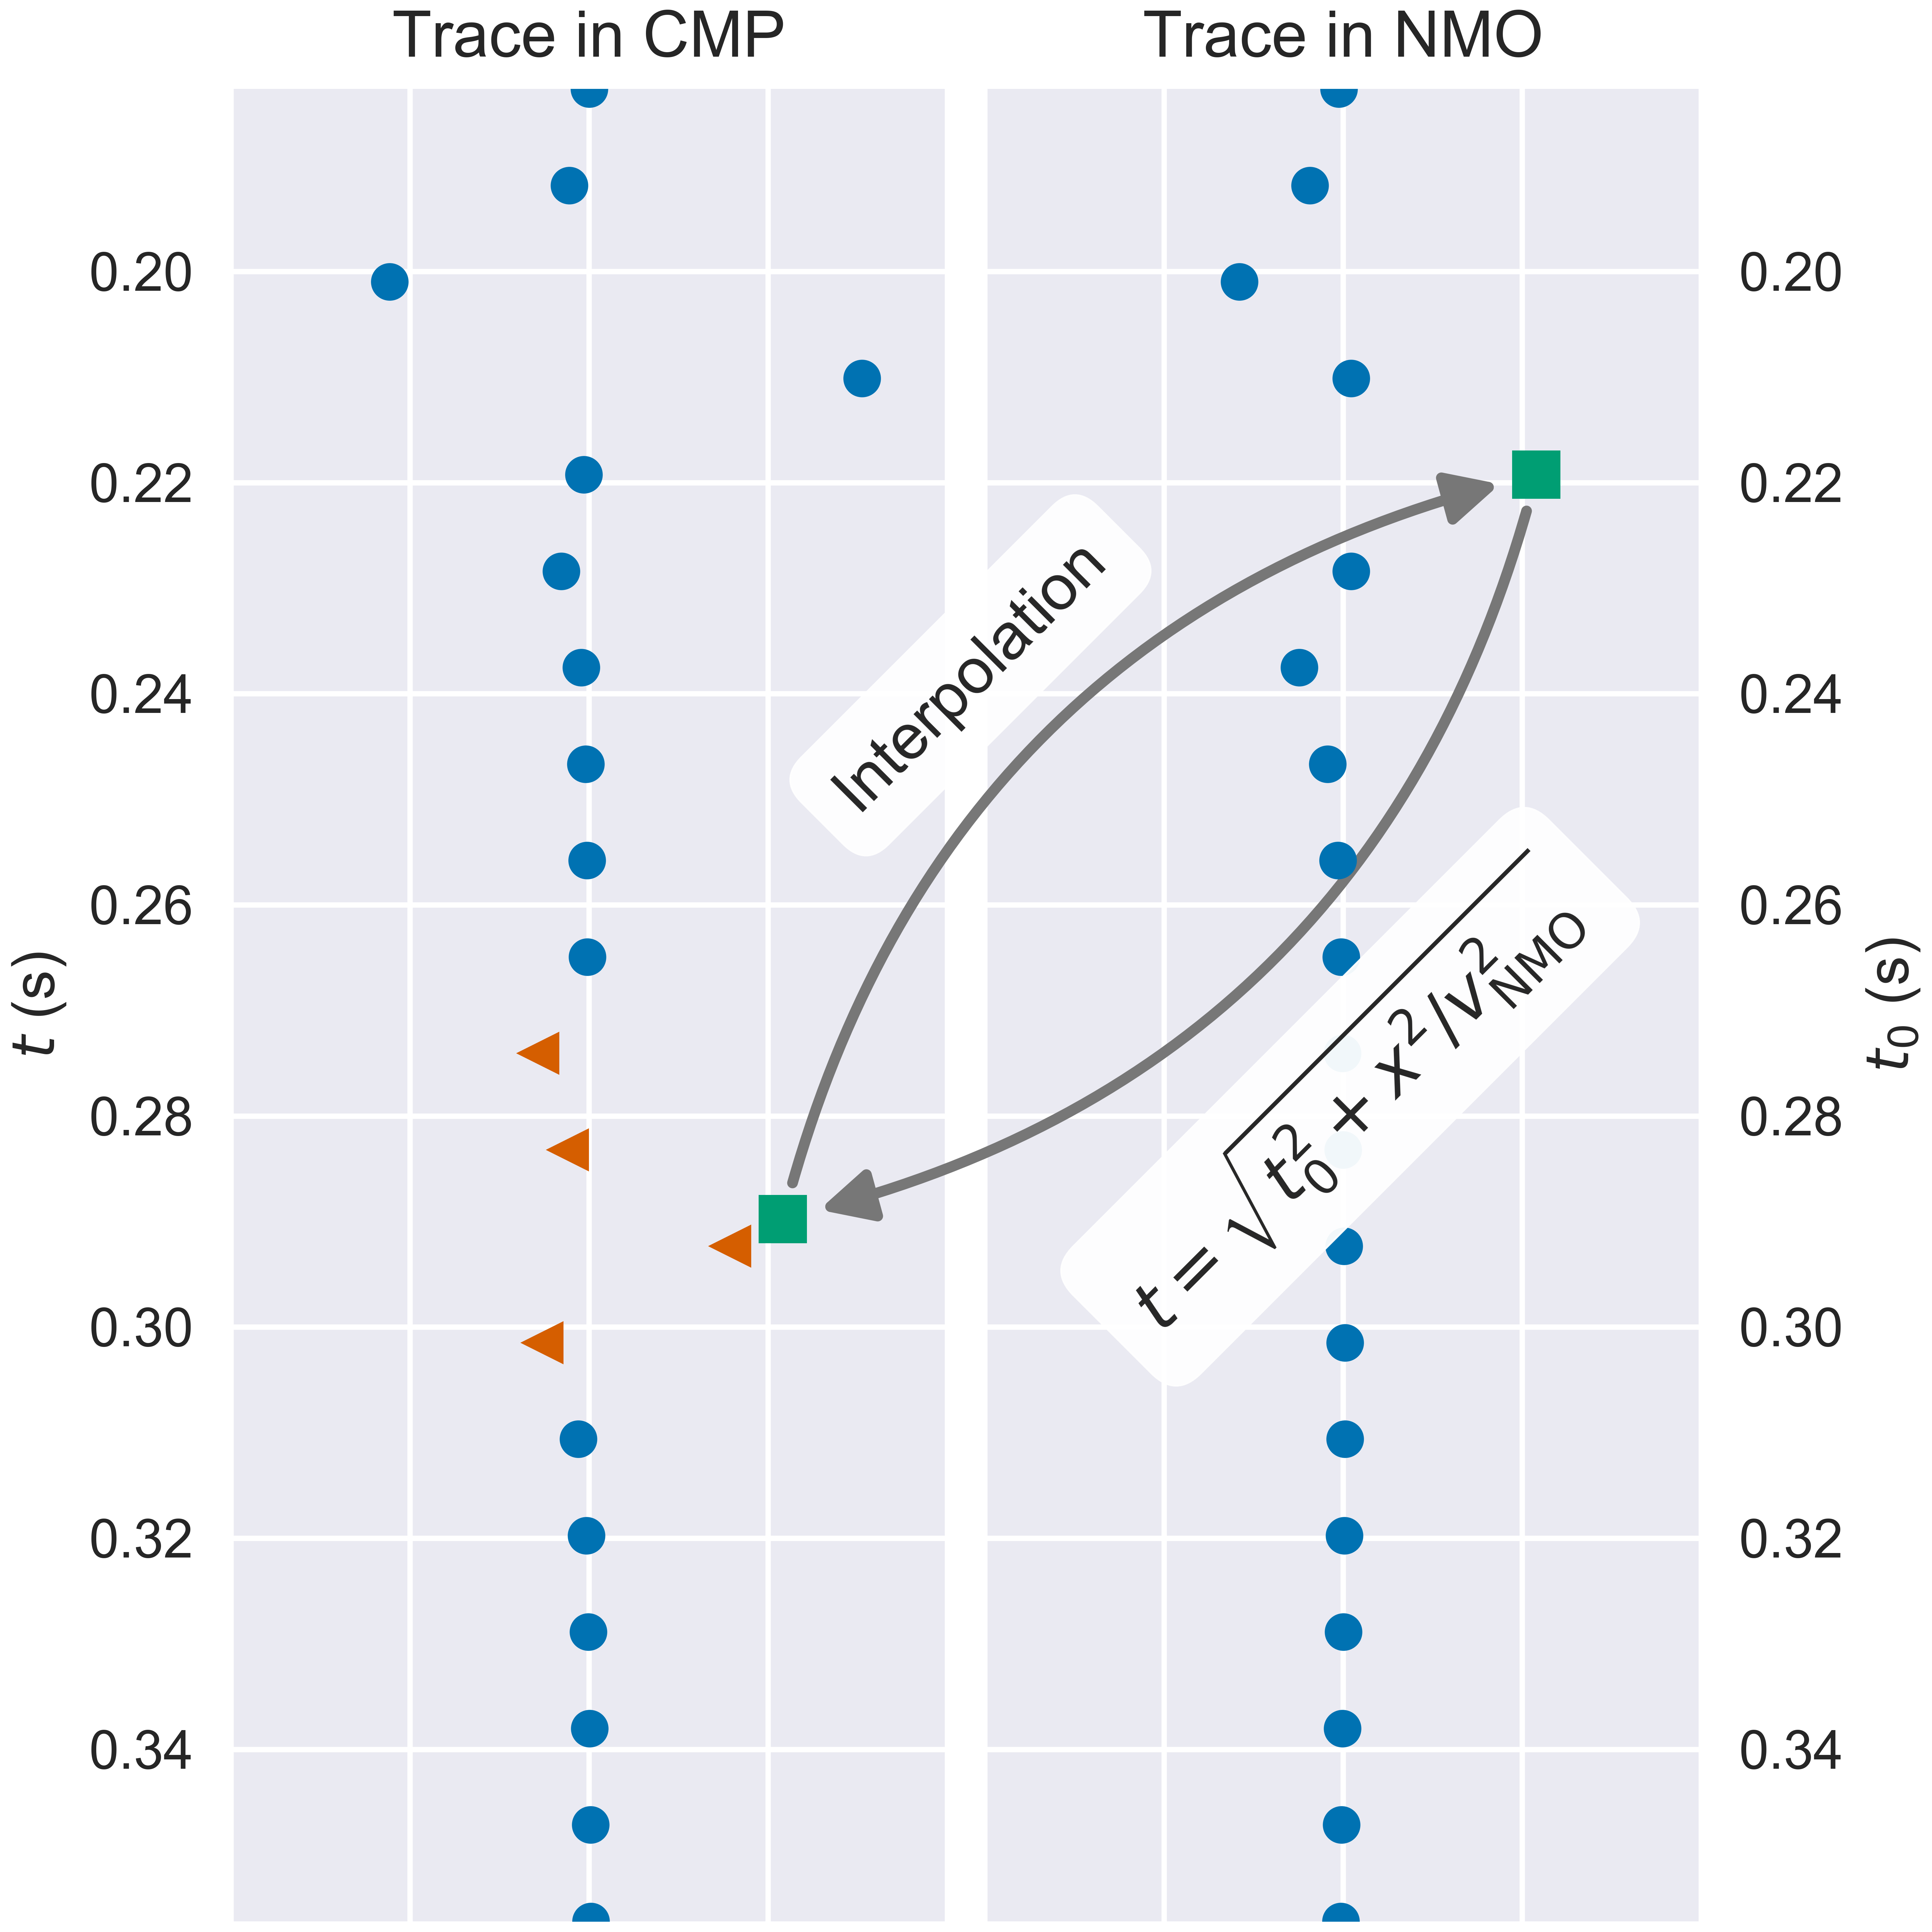 Trace in CMP
Trace in NMO
0.20
0.22
0.24
0.26
0.28
0.30
0.32
0.34
t (s)
Interpolation
t = √t₀² + x²/v²NMO
0.20
0.22
0.24
0.26
0.28
0.30
0.32
0.34
t₀ (s)